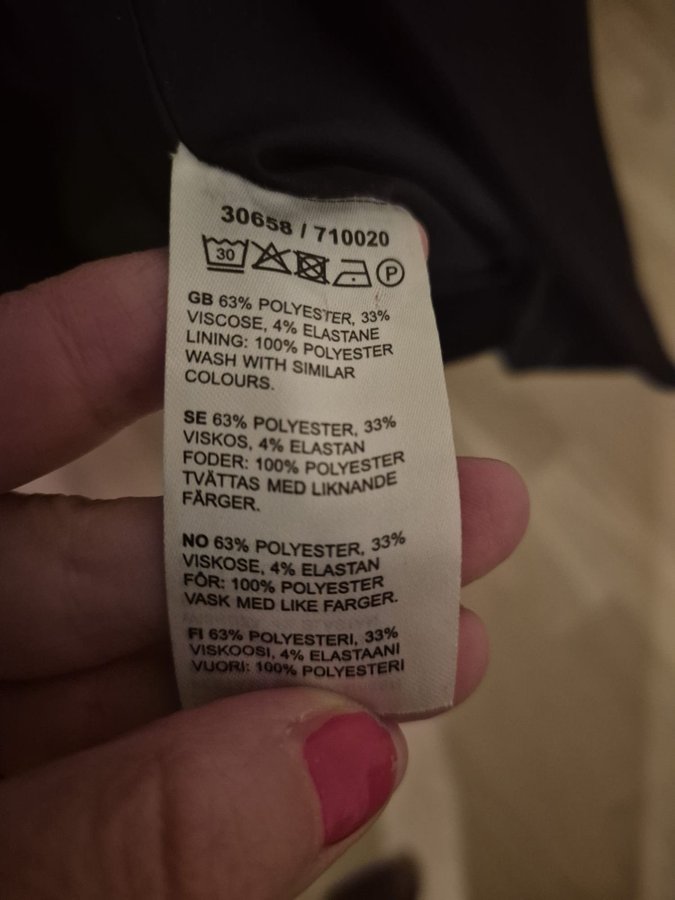 30658 / 710020
30 P
GB 63% POLYESTER, 33%
VISCOSE, 4% ELASTANE
LINING: 100% POLYESTER
WASH WITH SIMILAR
COLOURS.
SE 63% POLYESTER, 33%
VISKOS, 4% ELASTAN
FODER: 100% POLYESTER
TVÄTTAS MED LIKNANDE
FÄRGER.
NO 63% POLYESTER, 33%
VISKOSE, 4% ELASTAN
FÔR: 100% POLYESTER
VASK MED LIKE FARGER.
FI 63% POLYESTERI, 33%
VISKOOSI, 4% ELASTAANI
VUORI: 100% POLYESTERI